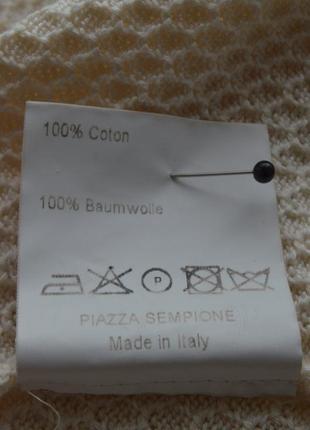 100% Coton
100% Baumwolle
P
PIAZZA SEMPIONE
Made in Italy